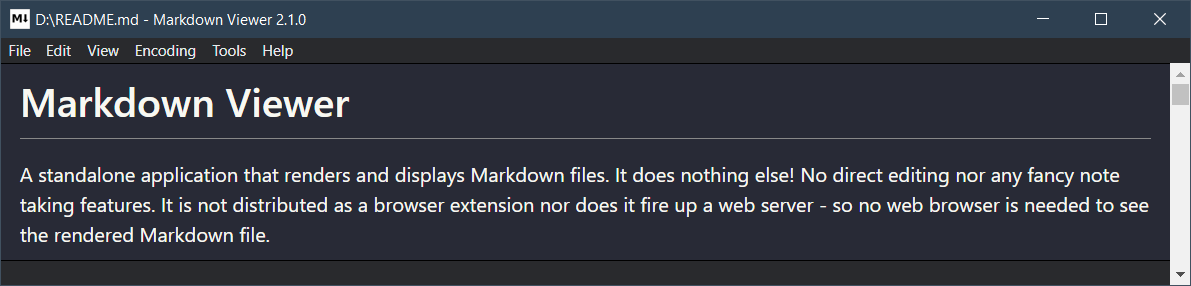 M↓ D:\README.md - Markdown Viewer 2.1.0
File Edit View Encoding Tools Help
Markdown Viewer
A standalone application that renders and displays Markdown files. It does nothing else! No direct editing nor any fancy note
taking features. It is not distributed as a browser extension nor does it fire up a web server - so no web browser is needed to see
the rendered Markdown file.